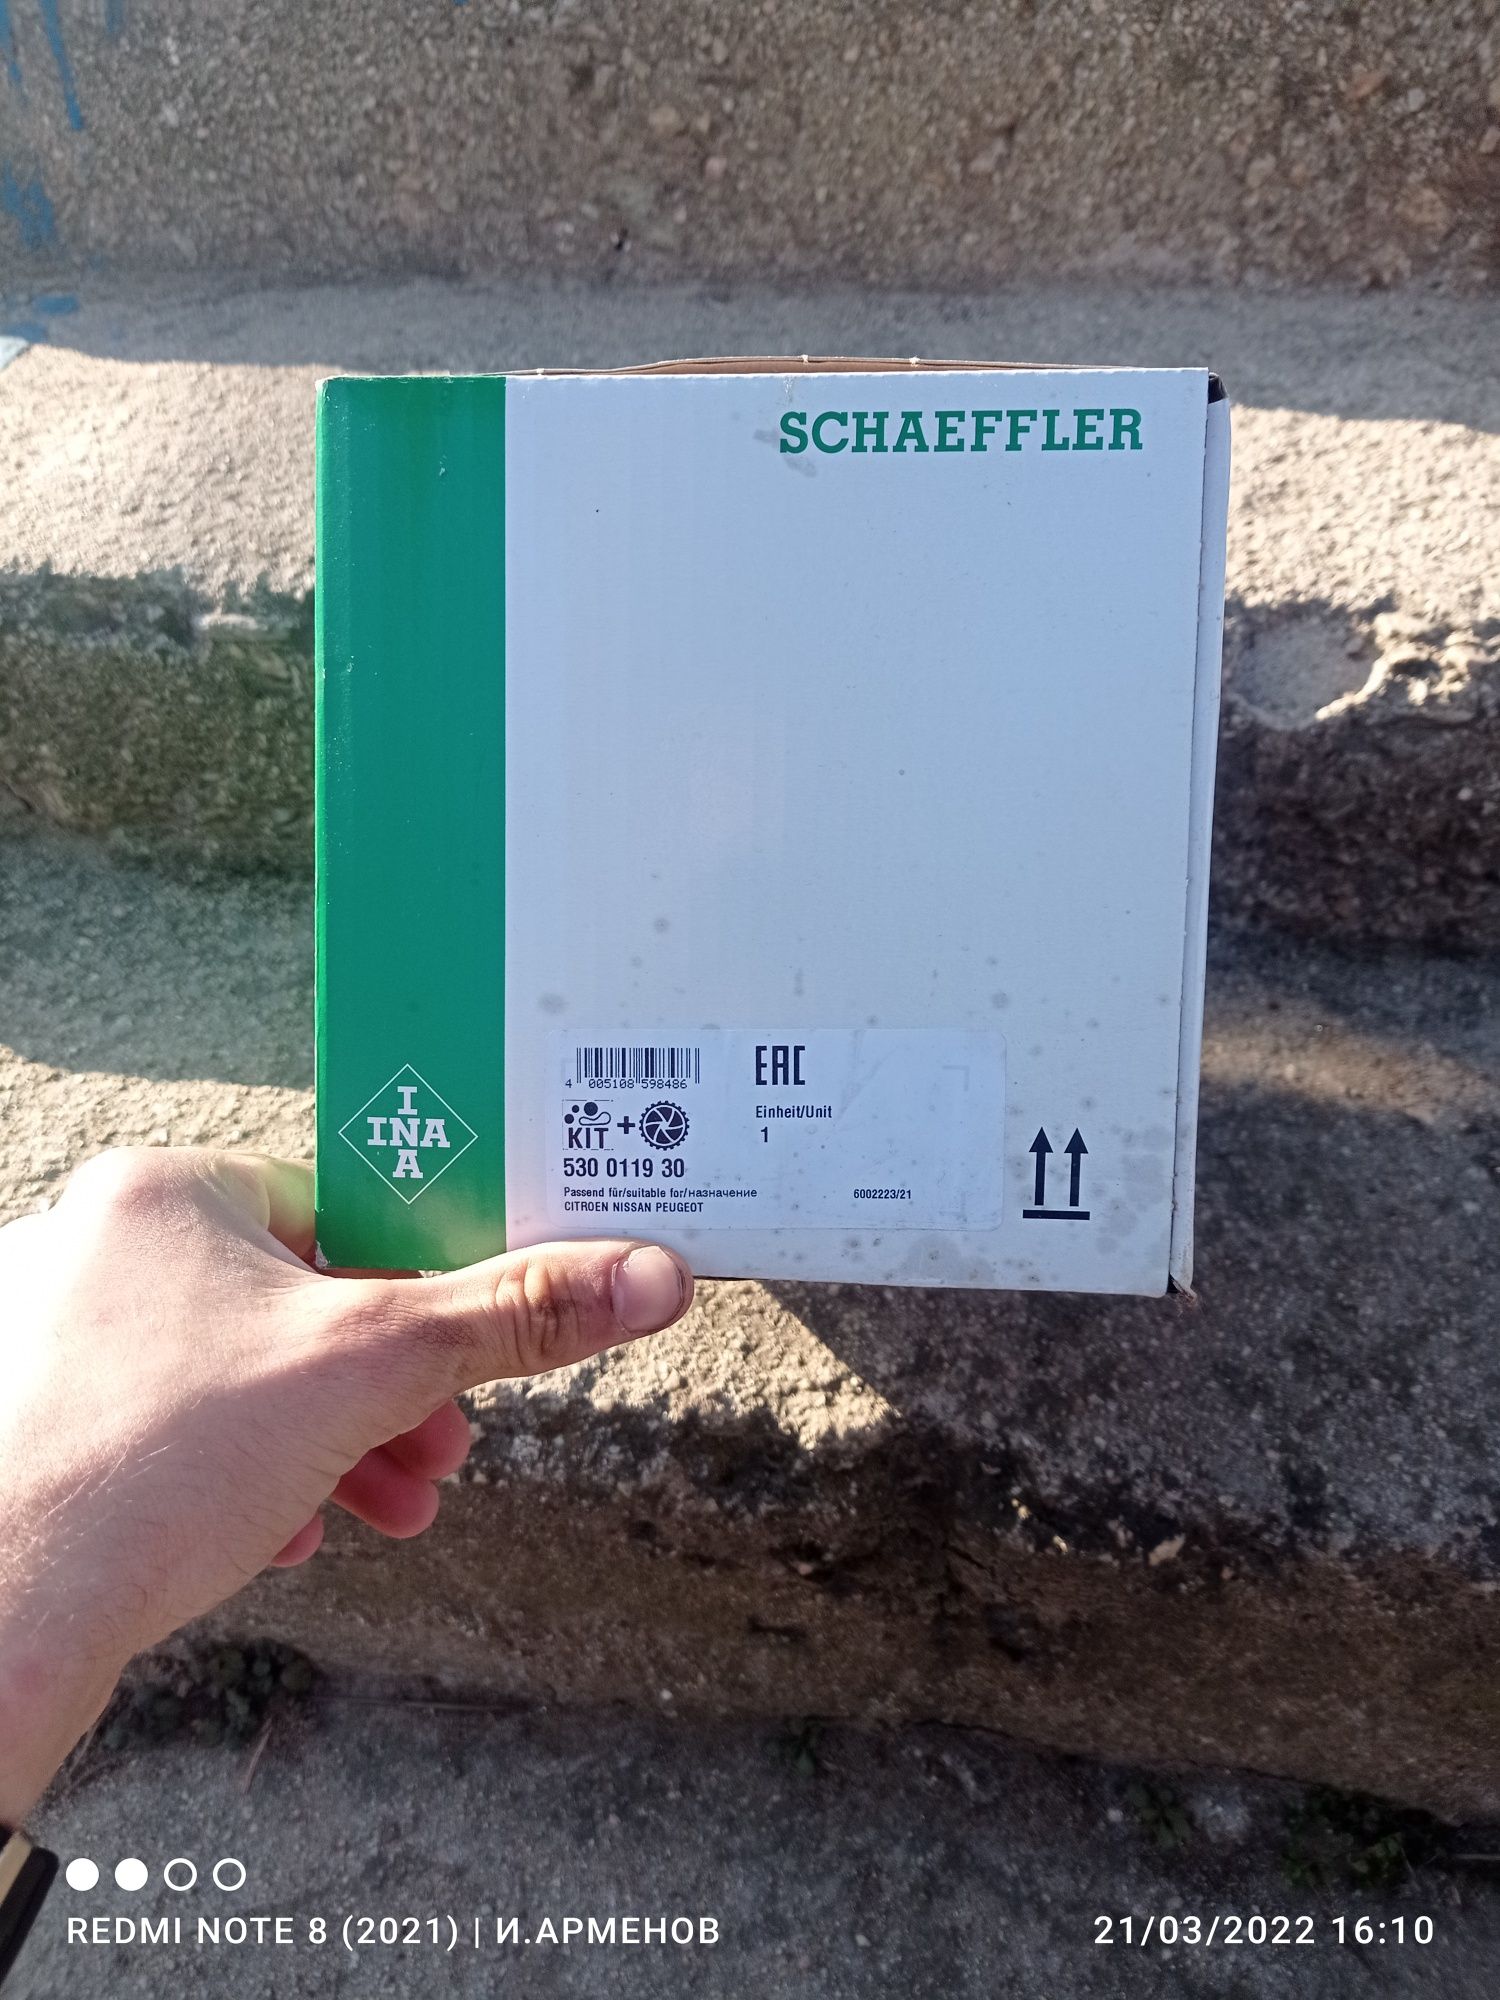 SCHAEFFLER
INA
INA
4 005108 598486
EAC
KIT +
Einheit/Unit
1
530 0119 30
Passend für/suitable for/назначение
6002223/21
CITROEN NISSAN PEUGEOT
REDMI NOTE 8 (2021) | И.АРМЕНОВ
21/03/2022 16:10